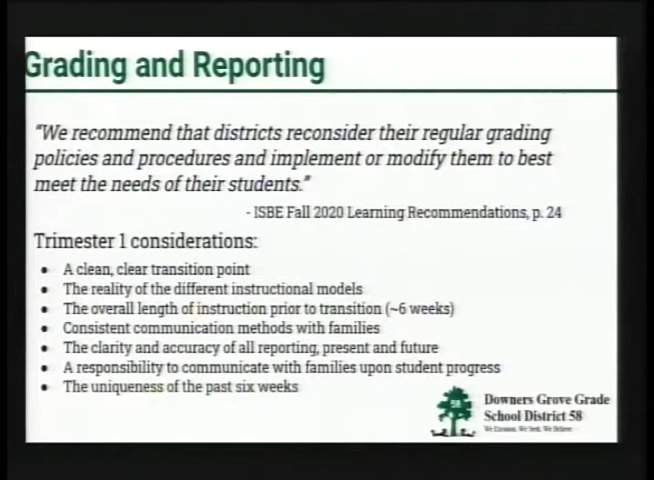 Grading and Reporting
"We recommend that districts reconsider their regular grading
policies and procedures and implement or modify them to best
meet the needs of their students."
- ISBE Fall 2020 Learning Recommendations, p. 24
Trimester 1 considerations:
• A clean, clear transition point
• The reality of the different instructional models
• The overall length of instruction prior to transition (~6 weeks)
• Consistent communication methods with families
• The clarity and accuracy of all reporting, present and future
• A responsibility to communicate with families upon student progress
• The uniqueness of the past six weeks
58
Downers Grove Grade
School District 58